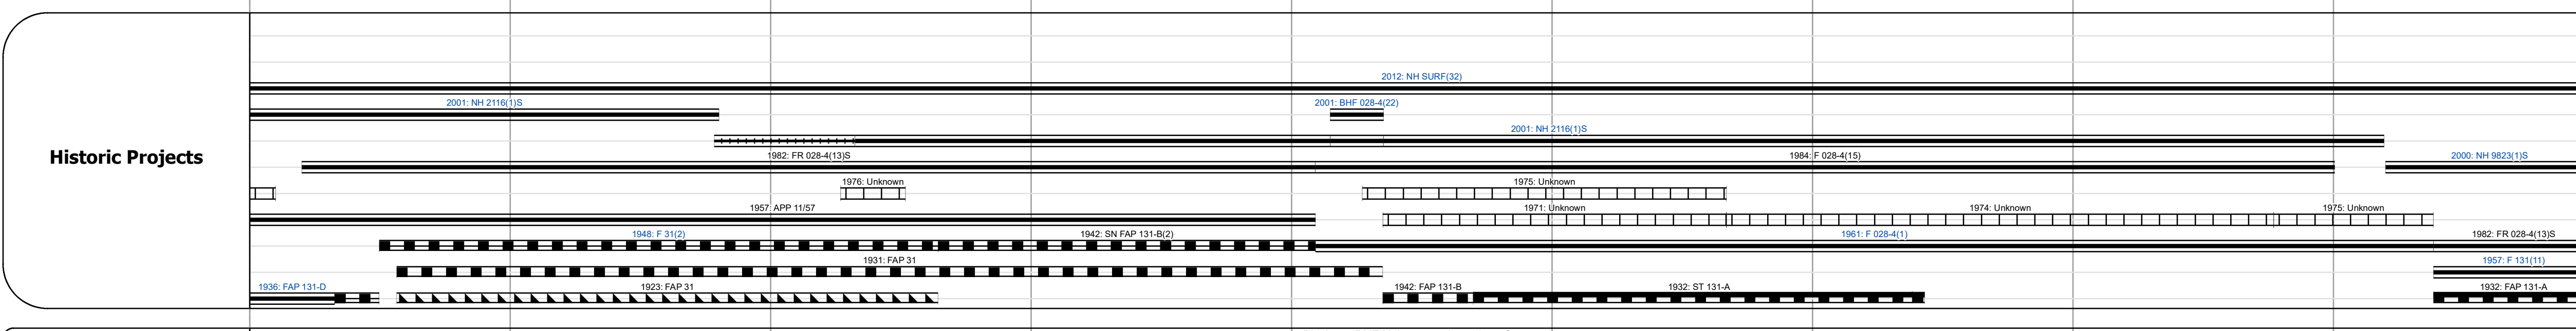 2012: NH SURF(32)
2001: NH 2116(1)S
2001: BHF 028-4(22)
2001: NH 2116(1)S
1982: FR 028-4(13)S
1984: F 028-4(15)
2000: NH 9823(1)S
Historic Projects
1976: Unknown
1975: Unknown
1957: APP 11/57
1971: Unknown
1974: Unknown
1975: Unknown
1948: F 31(2)
1942: SN FAP 131-B(2)
1961: F 028-4(1)
1982: FR 028-4(13)S
1931: FAP 31
1957: F 131(11)
1936: FAP 131-D
1923: FAP 31
1942: FAP 131-B
1932: ST 131-A
1932: FAP 131-A